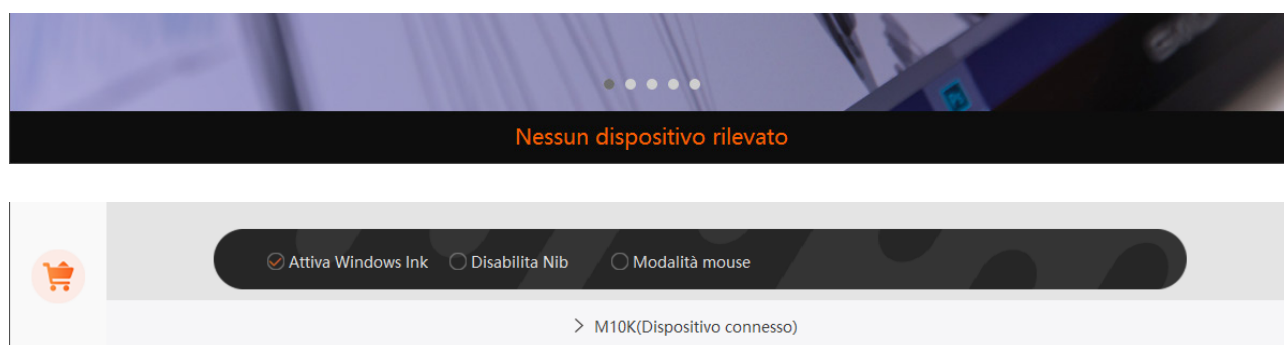 Nessun dispositivo rilevato
Attiva Windows Ink Disabilita Nib Modalità mouse
M10K(Dispositivo connesso)